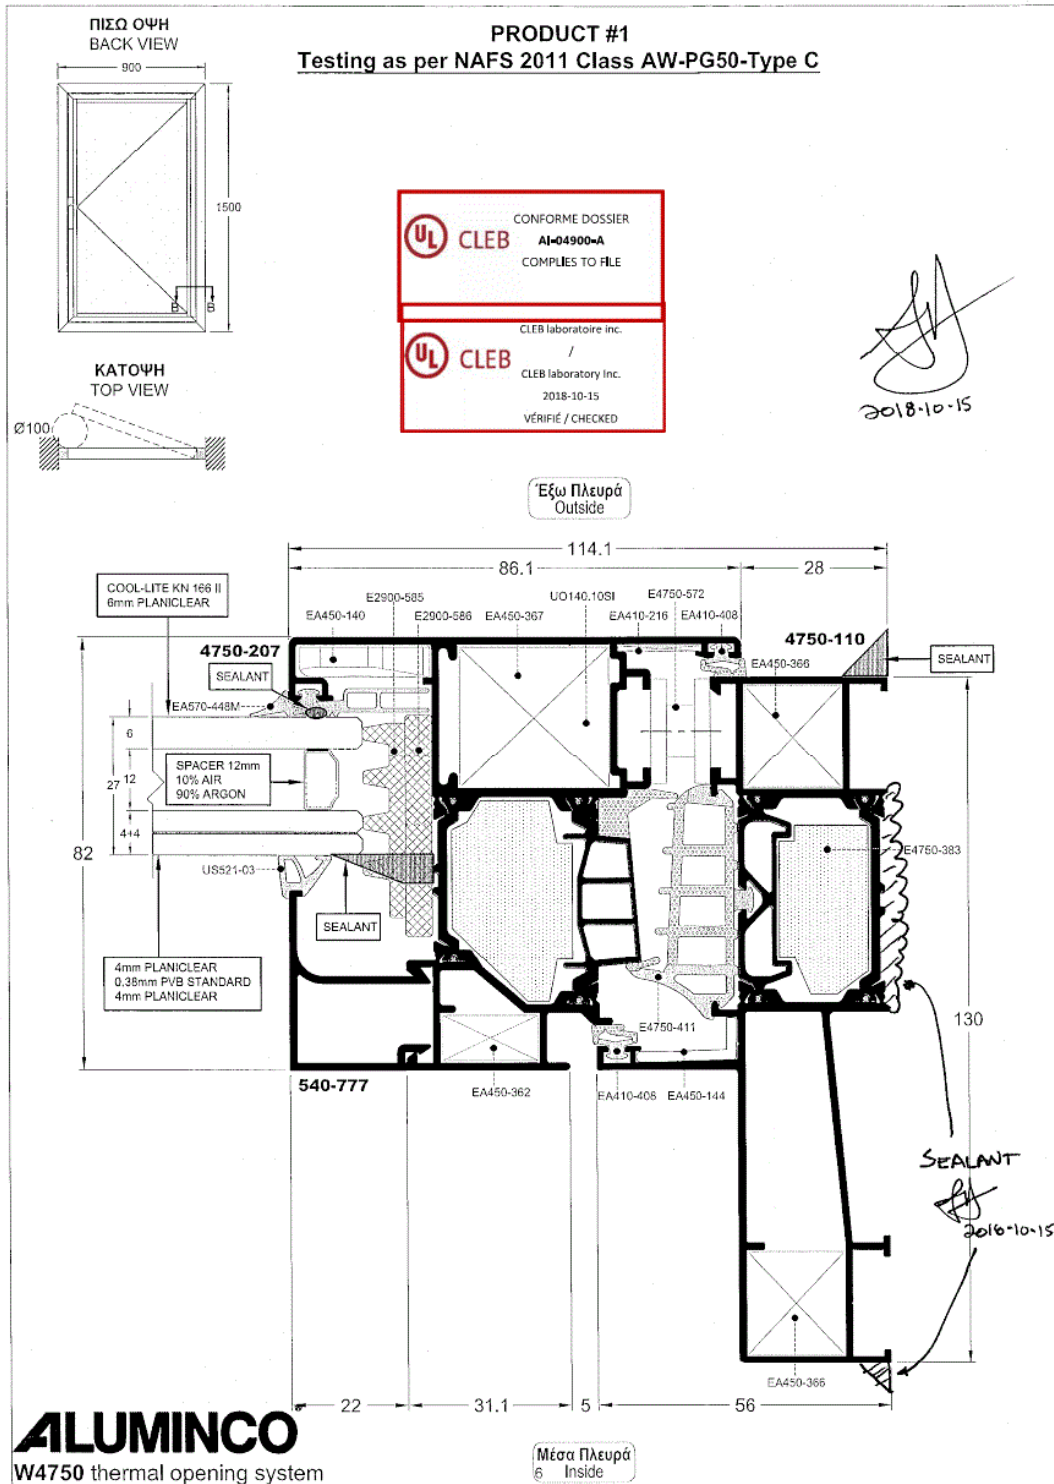 ΠΙΣΩ ΟΨΗ
BACK VIEW
900
1500
B B
ΚΑΤΟΨΗ
TOP VIEW
Ø100
PRODUCT #1
Testing as per NAFS 2011 Class AW-PG50-Type C
UL CLEB
CONFORME DOSSIER
AI-04900-A
COMPLIES TO FILE
UL CLEB
CLEB laboratoire inc.
/
CLEB laboratory Inc.
2018-10-15
VÉRIFIÉ / CHECKED
2018-10-15
Έξω Πλευρά
Outside
114.1
86.1
28
COOL-LITE KN 166 II
6mm PLANICLEAR
E2900-585
EA450-140
E2900-586
EA450-367
UO140.10SI
E4750-572
EA410-216
EA410-408
4750-207
4750-110
SEALANT
EA450-366
SEALANT
EA570-448M
6
12
27
4+4
82
SPACER 12mm
10% AIR
90% ARGON
E4750-383
US521-03
SEALANT
4mm PLANICLEAR
0,38mm PVB STANDARD
4mm PLANICLEAR
E4750-411
130
540-777
EA450-362
EA410-408
EA450-144
SEALANT
2018-10-15
EA450-366
22
31.1
5
56
ALUMINCO
W4750 thermal opening system
Μέσα Πλευρά
6 Inside